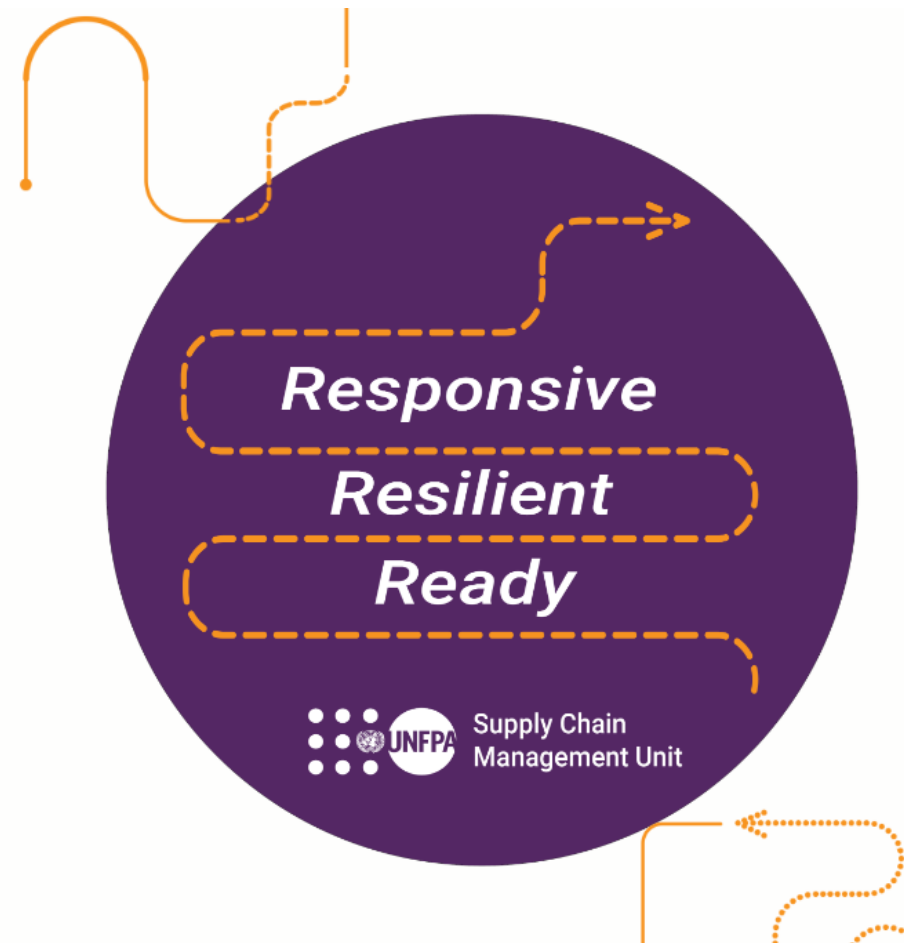 Responsive
Resilient
Ready
UNFPA
Supply Chain
Management Unit